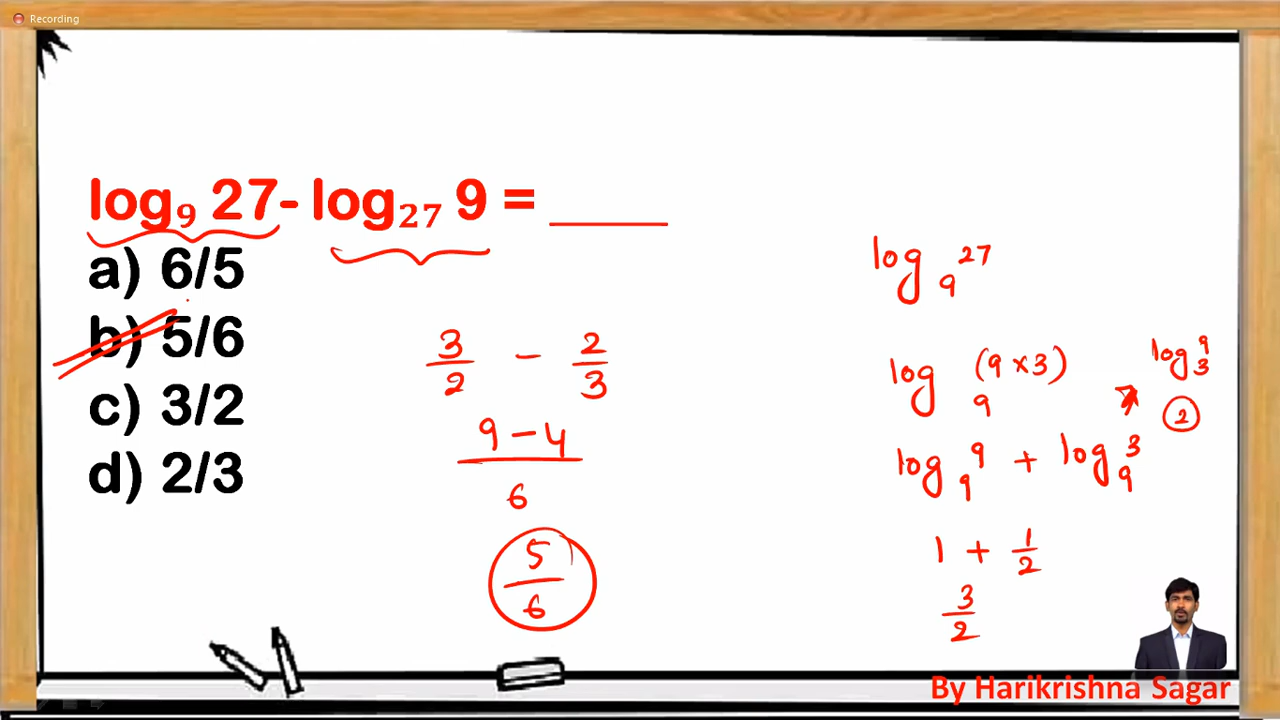 Recording
log₉ 27- log₂₇ 9 = ____
a) 6/5
b) 5/6
c) 3/2
d) 2/3
3/2 - 2/3
9 - 4
6
5/6
log₉ 27
log₉ (9 × 3)
log₃ 9
2
log₉ 9 + log₉ 3
1 + 1/2
3/2
By Harikrishna Sagar